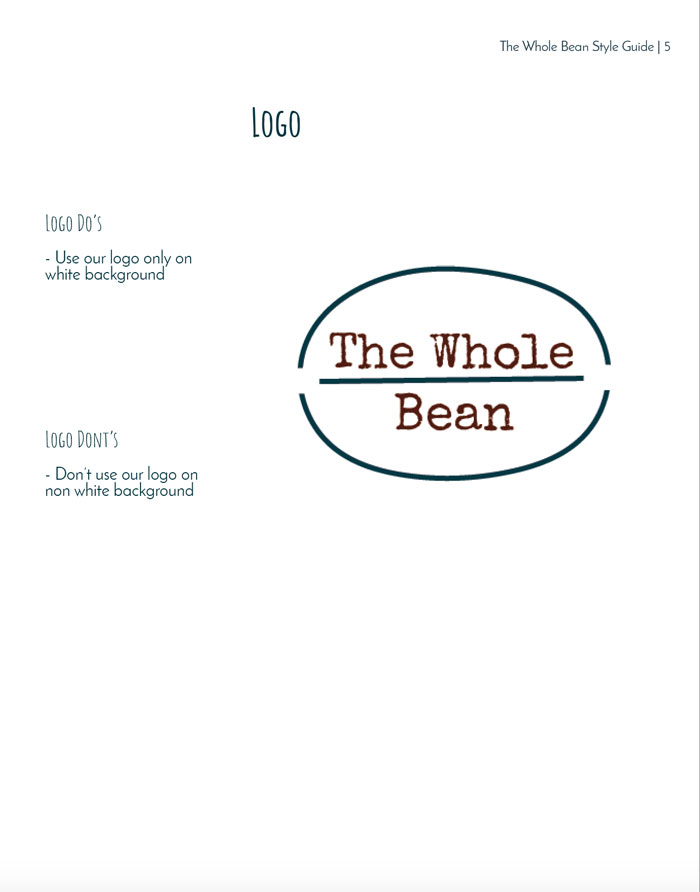 The Whole Bean Style Guide | 5
Logo
Logo Do's
- Use our logo only on
white background
The Whole
Bean
Logo Dont's
- Don't use our logo on
non white background